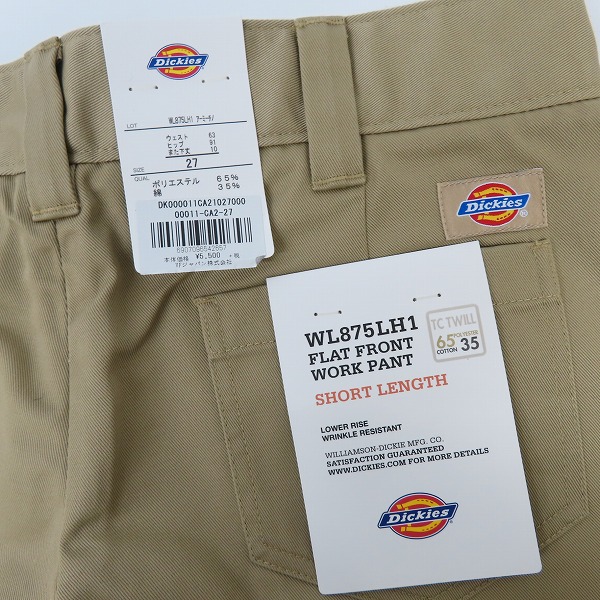 Dickies
LOT
WL875LH1 アーミーチノ
ウェスト 63
ヒップ 91
また下丈 10
SIZE
27
QUAL
ポリエステル 65%
綿 35%
DK000011CA21027000
00011-CA2-27
本体価格 ¥5,500 +税
VFジャパン株式会社
Dickies
®
WL875LH1
FLAT FRONT
WORK PANT
TC TWILL
65 POLYESTER
COTTON 35
SHORT LENGTH
LOWER RISE
WRINKLE RESISTANT
WILLIAMSON-DICKIE MFG. CO.
SATISFACTION GUARANTEED
WWW.DICKIES.COM FOR MORE DETAILS
Dickies
®